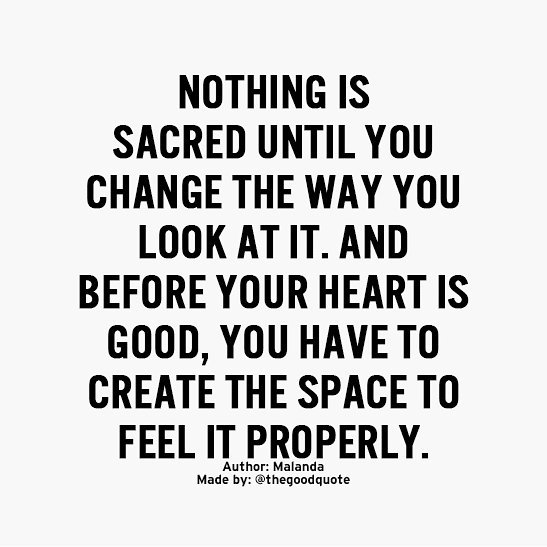 NOTHING IS
SACRED UNTIL YOU
CHANGE THE WAY YOU
LOOK AT IT. AND
BEFORE YOUR HEART IS
GOOD, YOU HAVE TO
CREATE THE SPACE TO
FEEL IT PROPERLY.
Author: Malanda
Made by: @thegoodquote